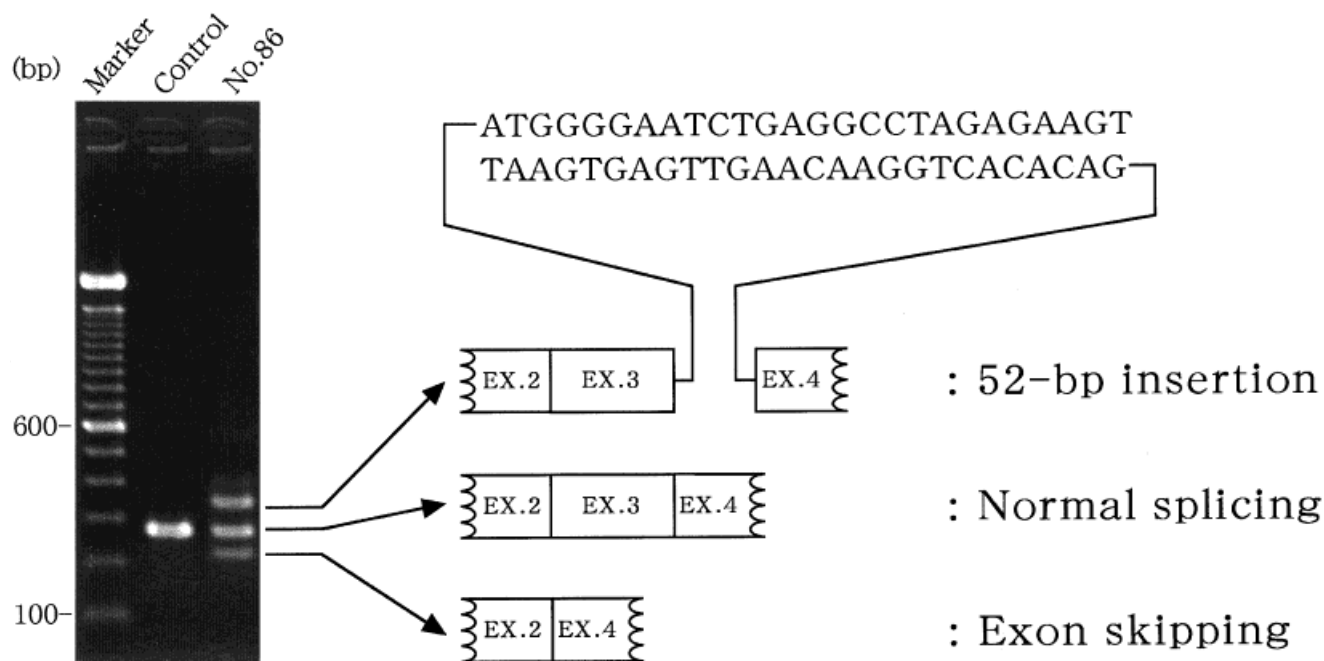 (bp)
Marker
Control
No.86
600-
100-
ATGGGGAATCTGAGGCCTAGAGAAGT
TAAGTGAGTTGAACAAGGTCACACAG
EX.2 EX.3 EX.4 : 52-bp insertion
EX.2 EX.3 EX.4 : Normal splicing
EX.2 EX.4 : Exon skipping